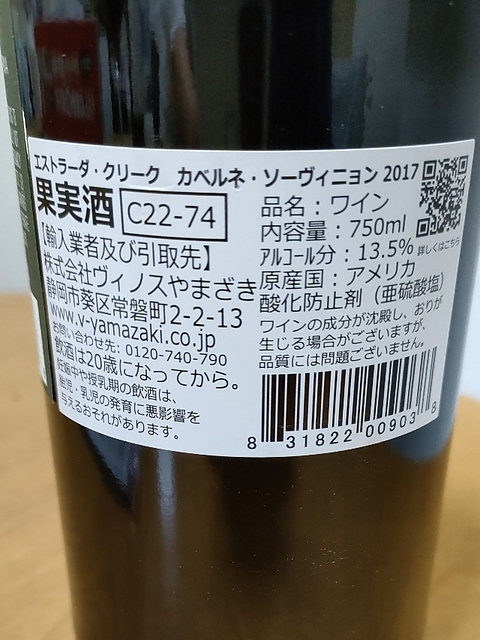 エストラーダ・クリーク カベルネ・ソーヴィニョン 2017
果実酒 C22-74
【輸入業者及び引取先】
株式会社ヴィノスやまざき
静岡市葵区常磐町2-2-13
www.v-yamazaki.co.jp
お問い合わせ先: 0120-740-790
飲酒は20歳になってから。
妊娠中や授乳期の飲酒は、
胎児・乳児の発育に悪影響を
与えるおそれがあります。
品名：ワイン
内容量：750ml
アルコール分：13.5%
詳しくはこちら
原産国：アメリカ
酸化防止剤（亜硫酸塩）
ワインの成分が沈殿し、おりが
生じる場合がございますが、
品質には問題ございません。
8 31822 00903 8